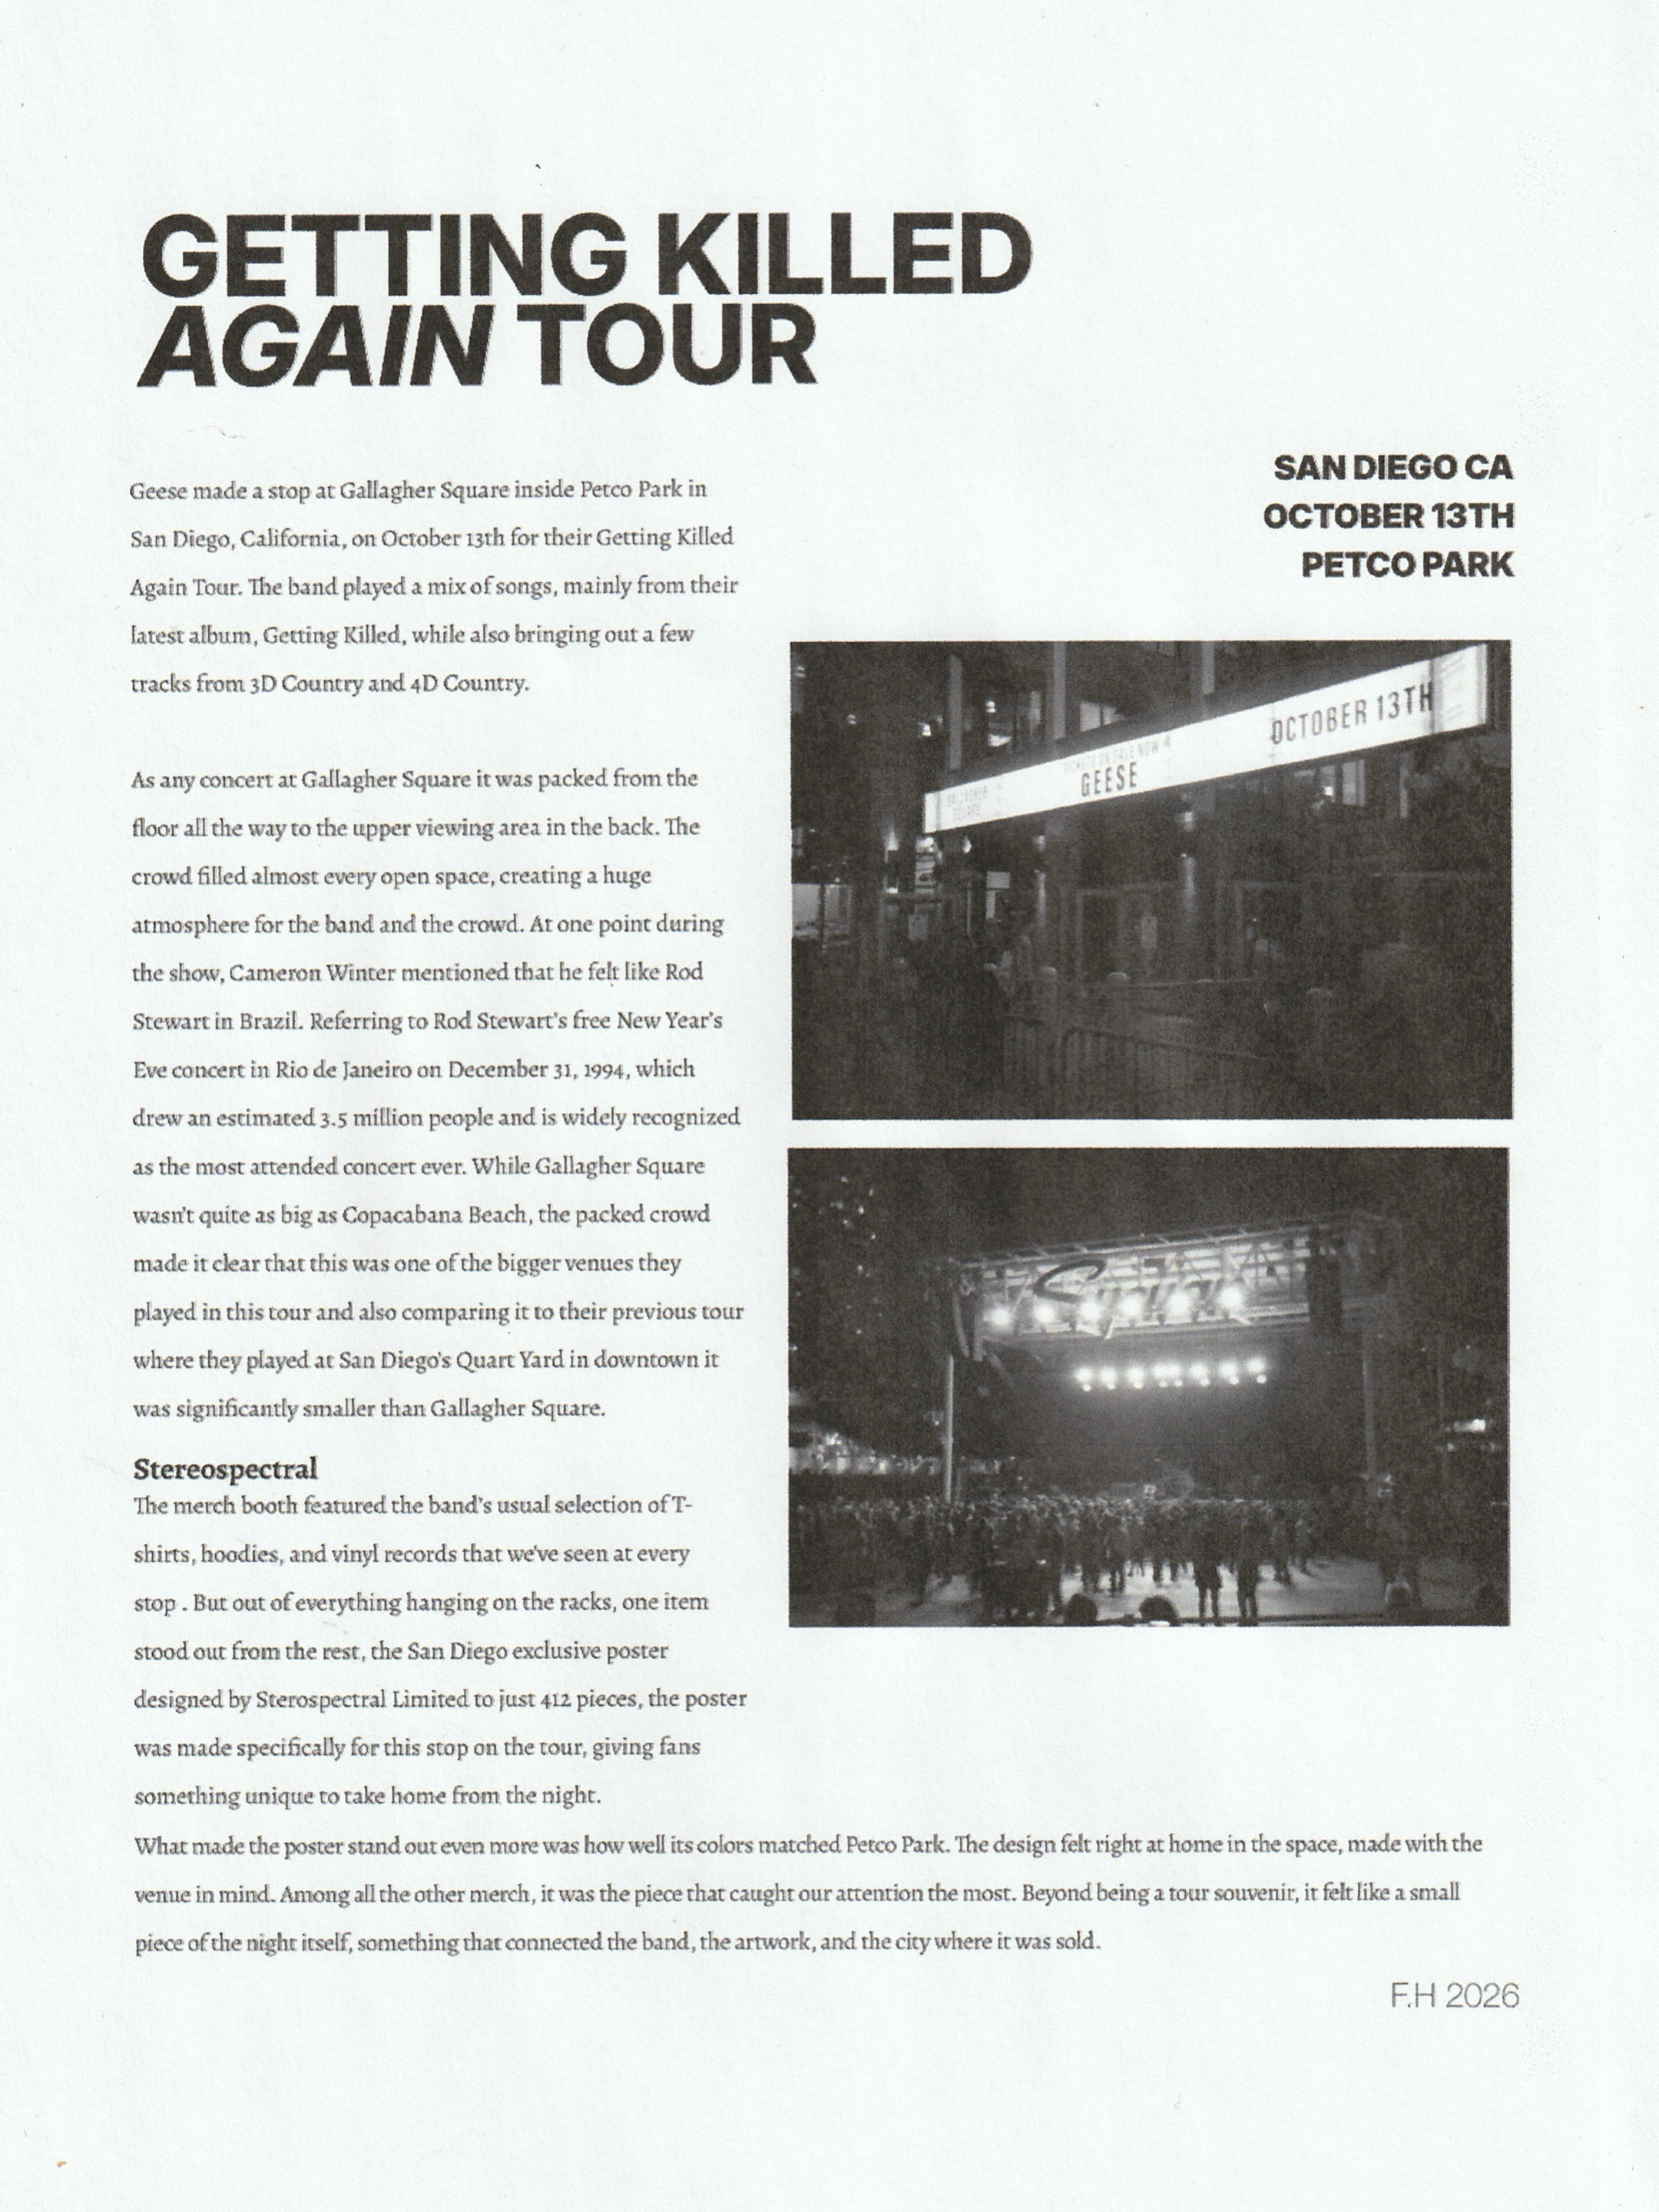 GETTING KILLED
AGAIN TOUR
SAN DIEGO CA
OCTOBER 13TH
PETCO PARK
Geese made a stop at Gallagher Square inside Petco Park in
San Diego, California, on October 13th for their Getting Killed
Again Tour. The band played a mix of songs, mainly from their
latest album, Getting Killed, while also bringing out a few
tracks from 3D Country and 4D Country.
As any concert at Gallagher Square it was packed from the
floor all the way to the upper viewing area in the back. The
crowd filled almost every open space, creating a huge
atmosphere for the band and the crowd. At one point during
the show, Cameron Winter mentioned that he felt like Rod
Stewart in Brazil. Referring to Rod Stewart's free New Year's
Eve concert in Rio de Janeiro on December 31, 1994, which
drew an estimated 3.5 million people and is widely recognized
as the most attended concert ever. While Gallagher Square
wasn't quite as big as Copacabana Beach, the packed crowd
made it clear that this was one of the bigger venues they
played in this tour and also comparing it to their previous tour
where they played at San Diego's Quart Yard in downtown it
was significantly smaller than Gallagher Square.
Stereospectral
The merch booth featured the band's usual selection of T-
shirts, hoodies, and vinyl records that we've seen at every
stop . But out of everything hanging on the racks, one item
stood out from the rest, the San Diego exclusive poster
designed by Sterospectral Limited to just 412 pieces, the poster
was made specifically for this stop on the tour, giving fans
something unique to take home from the night.
What made the poster stand out even more was how well its colors matched Petco Park. The design felt right at home in the space, made with the
venue in mind. Among all the other merch, it was the piece that caught our attention the most. Beyond being a tour souvenir, it felt like a small
piece of the night itself, something that connected the band, the artwork, and the city where it was sold.
GALLAGHER
SQUARE
TICKETS ON SALE NOW
GEESE
OCTOBER 13TH
F.H 2026